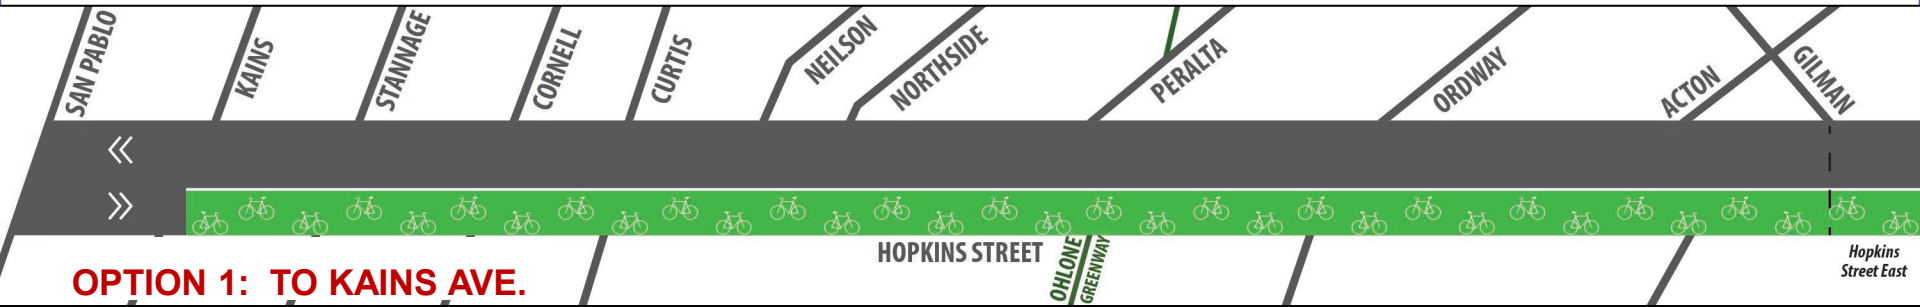 SAN PABLO
KAINS
STANNAGE
CORNELL
CURTIS
NEILSON
NORTHSIDE
PERALTA
ORDWAY
ACTON
GILMAN
HOPKINS STREET
OHLONE
GREENWAY
Hopkins
Street East
OPTION 1: TO KAINS AVE.